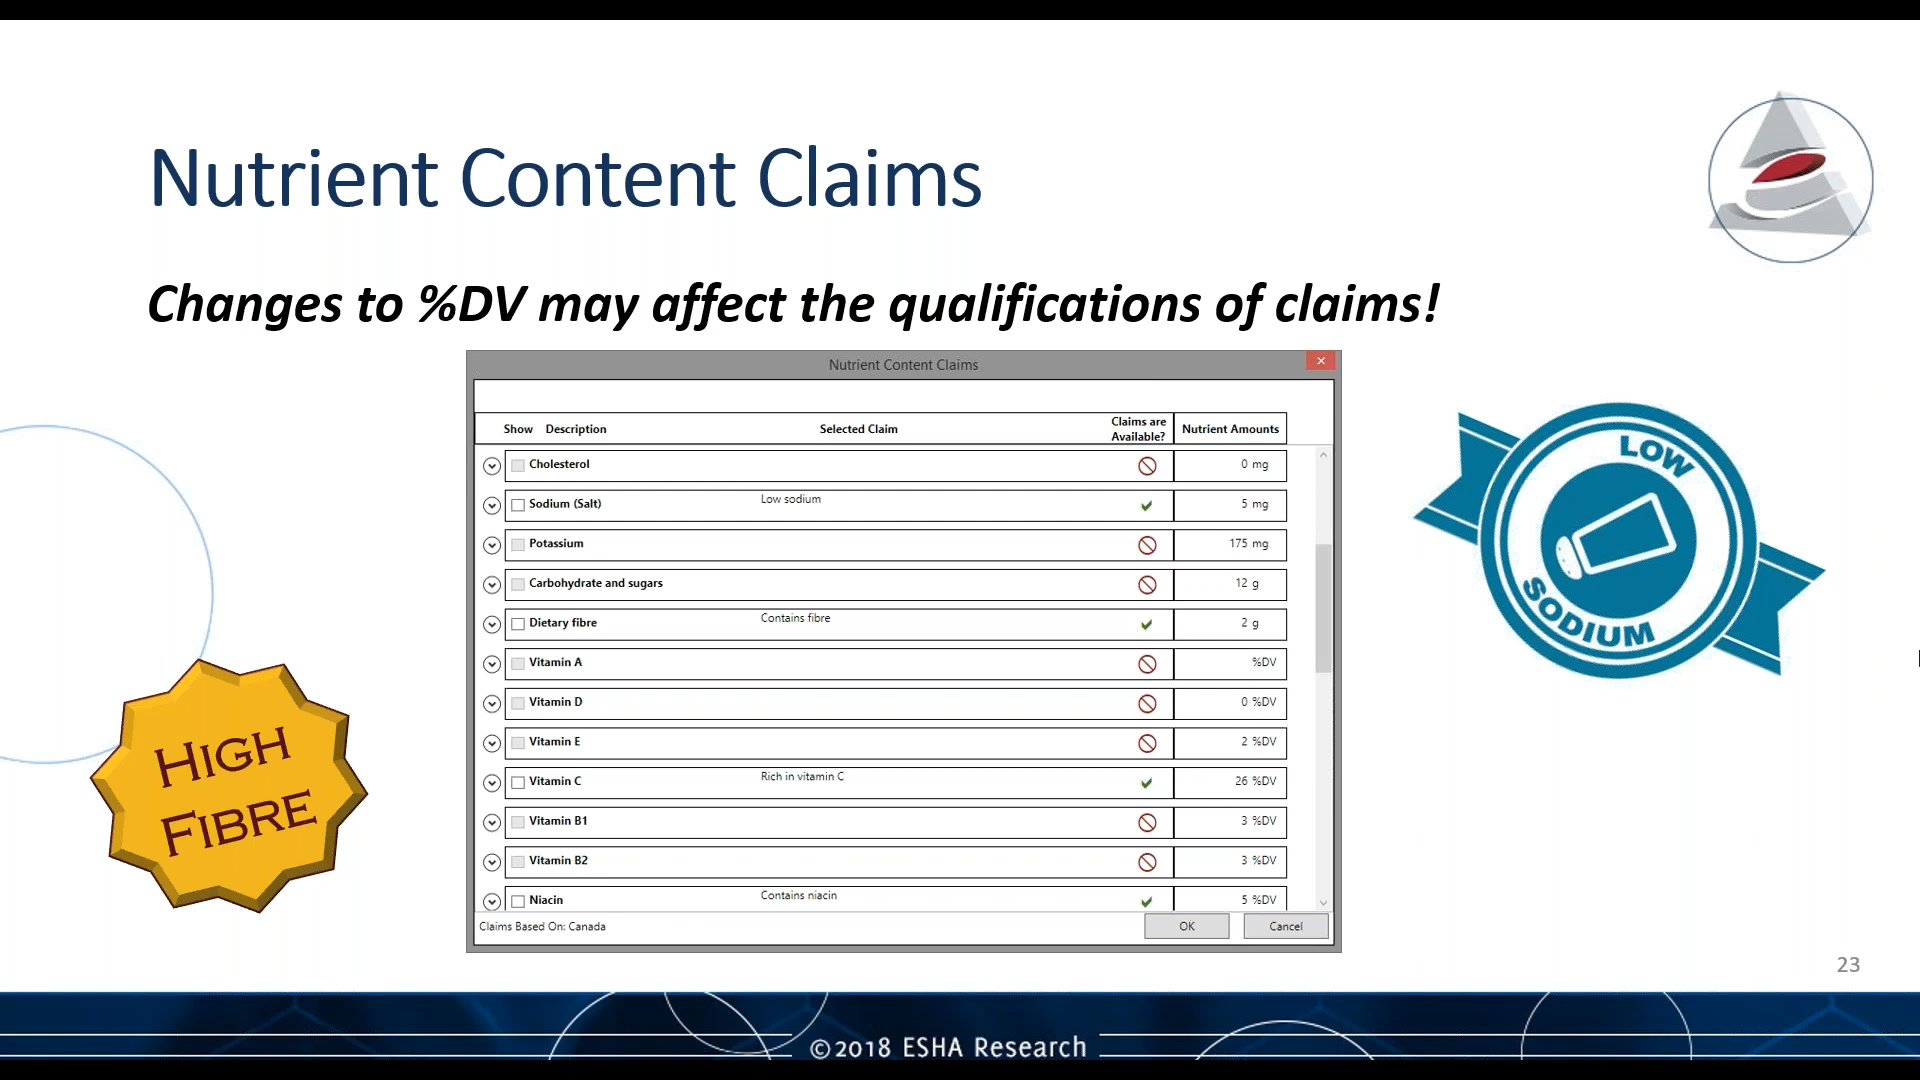 Nutrient Content Claims
Changes to %DV may affect the qualifications of claims!
Nutrient Content Claims
Show Description Selected Claim Claims are Available? Nutrient Amounts
Cholesterol 0 mg
Sodium (Salt) Low sodium 5 mg
Potassium 175 mg
Carbohydrate and sugars 12 g
Dietary fibre Contains fibre 2 g
Vitamin A %DV
Vitamin D 0 %DV
Vitamin E 2 %DV
Vitamin C Rich in vitamin C 26 %DV
Vitamin B1 3 %DV
Vitamin B2 3 %DV
Niacin Contains niacin 5 %DV
Claims Based On: Canada OK Cancel
LOW
SODIUM
HIGH
FIBRE
23
©2018 ESHA Research